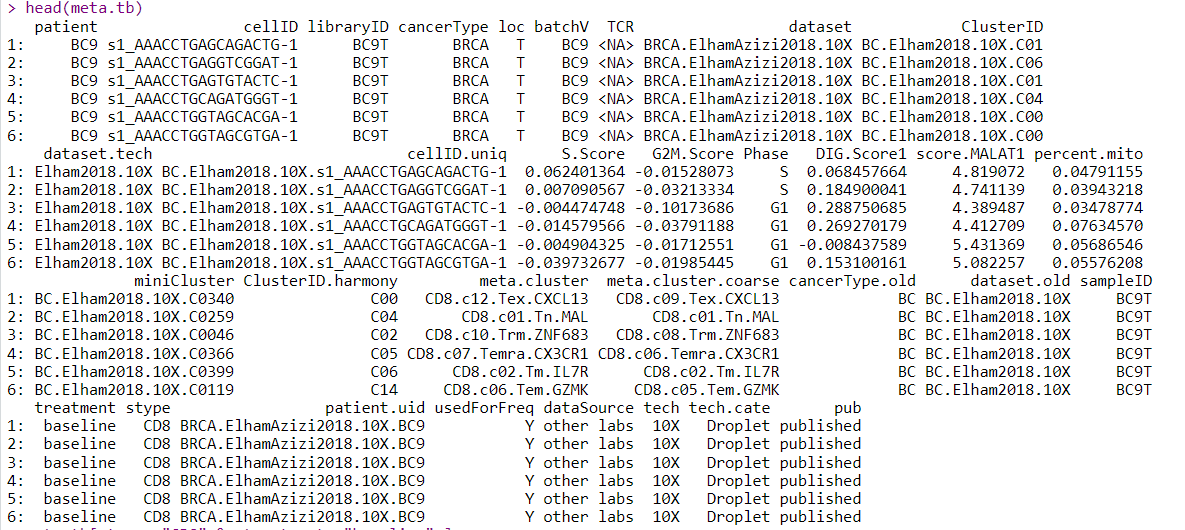 > head(meta.tb)
   patient                cellID libraryID cancerType loc batchV  TCR                dataset             ClusterID
1:     BC9 s1_AAACCTGAGCAGACTG-1      BC9T       BRCA   T    BC9 <NA> BRCA.ElhamAzizi2018.10X BC.Elham2018.10X.C01
2:     BC9 s1_AAACCTGAGGTCGGAT-1      BC9T       BRCA   T    BC9 <NA> BRCA.ElhamAzizi2018.10X BC.Elham2018.10X.C06
3:     BC9 s1_AAACCTGAGTGTACTC-1      BC9T       BRCA   T    BC9 <NA> BRCA.ElhamAzizi2018.10X BC.Elham2018.10X.C01
4:     BC9 s1_AAACCTGCAGATGGGT-1      BC9T       BRCA   T    BC9 <NA> BRCA.ElhamAzizi2018.10X BC.Elham2018.10X.C04
5:     BC9 s1_AAACCTGGTAGCACGA-1      BC9T       BRCA   T    BC9 <NA> BRCA.ElhamAzizi2018.10X BC.Elham2018.10X.C00
6:     BC9 s1_AAACCTGGTAGCGTGA-1      BC9T       BRCA   T    BC9 <NA> BRCA.ElhamAzizi2018.10X BC.Elham2018.10X.C00
    dataset.tech                            cellID.uniq      S.Score   G2M.Score Phase   DIG.Score1 score.MALAT1 percent.mito
1: Elham2018.10X BC.Elham2018.10X.s1_AAACCTGAGCAGACTG-1  0.062401364 -0.01528073     S  0.068457664     4.819072   0.04791155
2: Elham2018.10X BC.Elham2018.10X.s1_AAACCTGAGGTCGGAT-1  0.007090567 -0.03213334     S  0.184900041     4.741139   0.03943218
3: Elham2018.10X BC.Elham2018.10X.s1_AAACCTGAGTGTACTC-1 -0.004474748 -0.10173686    G1  0.288750685     4.389487   0.03478774
4: Elham2018.10X BC.Elham2018.10X.s1_AAACCTGCAGATGGGT-1 -0.014579566 -0.03791188    G1  0.269270179     4.412709   0.07634570
5: Elham2018.10X BC.Elham2018.10X.s1_AAACCTGGTAGCACGA-1 -0.004904325 -0.01712551    G1 -0.008437589     5.431369   0.05686546
6: Elham2018.10X BC.Elham2018.10X.s1_AAACCTGGTAGCGTGA-1 -0.039732677 -0.01985445    G1  0.153100161     5.082257   0.05576208
             miniCluster ClusterID.harmony         meta.cluster  meta.cluster.coarse cancerType.old      dataset.old sampleID
1: BC.Elham2018.10X.C0340               C00   CD8.c12.Tex.CXCL13   CD8.c09.Tex.CXCL13             BC BC.Elham2018.10X     BC9T
2: BC.Elham2018.10X.C0259               C04       CD8.c01.Tn.MAL       CD8.c01.Tn.MAL             BC BC.Elham2018.10X     BC9T
3: BC.Elham2018.10X.C0046               C02   CD8.c10.Trm.ZNF683   CD8.c08.Trm.ZNF683             BC BC.Elham2018.10X     BC9T
4: BC.Elham2018.10X.C0366               C05 CD8.c07.Temra.CX3CR1 CD8.c06.Temra.CX3CR1             BC BC.Elham2018.10X     BC9T
5: BC.Elham2018.10X.C0399               C06      CD8.c02.Tm.IL7R      CD8.c02.Tm.IL7R             BC BC.Elham2018.10X     BC9T
6: BC.Elham2018.10X.C0119               C14     CD8.c06.Tem.GZMK     CD8.c05.Tem.GZMK             BC BC.Elham2018.10X     BC9T
   treatment stype                 patient.uid usedForFreq dataSource tech tech.cate       pub
1:  baseline   CD8 BRCA.ElhamAzizi2018.10X.BC9           Y other labs  10X   Droplet published
2:  baseline   CD8 BRCA.ElhamAzizi2018.10X.BC9           Y other labs  10X   Droplet published
3:  baseline   CD8 BRCA.ElhamAzizi2018.10X.BC9           Y other labs  10X   Droplet published
4:  baseline   CD8 BRCA.ElhamAzizi2018.10X.BC9           Y other labs  10X   Droplet published
5:  baseline   CD8 BRCA.ElhamAzizi2018.10X.BC9           Y other labs  10X   Droplet published
6:  baseline   CD8 BRCA.ElhamAzizi2018.10X.BC9           Y other labs  10X   Droplet published